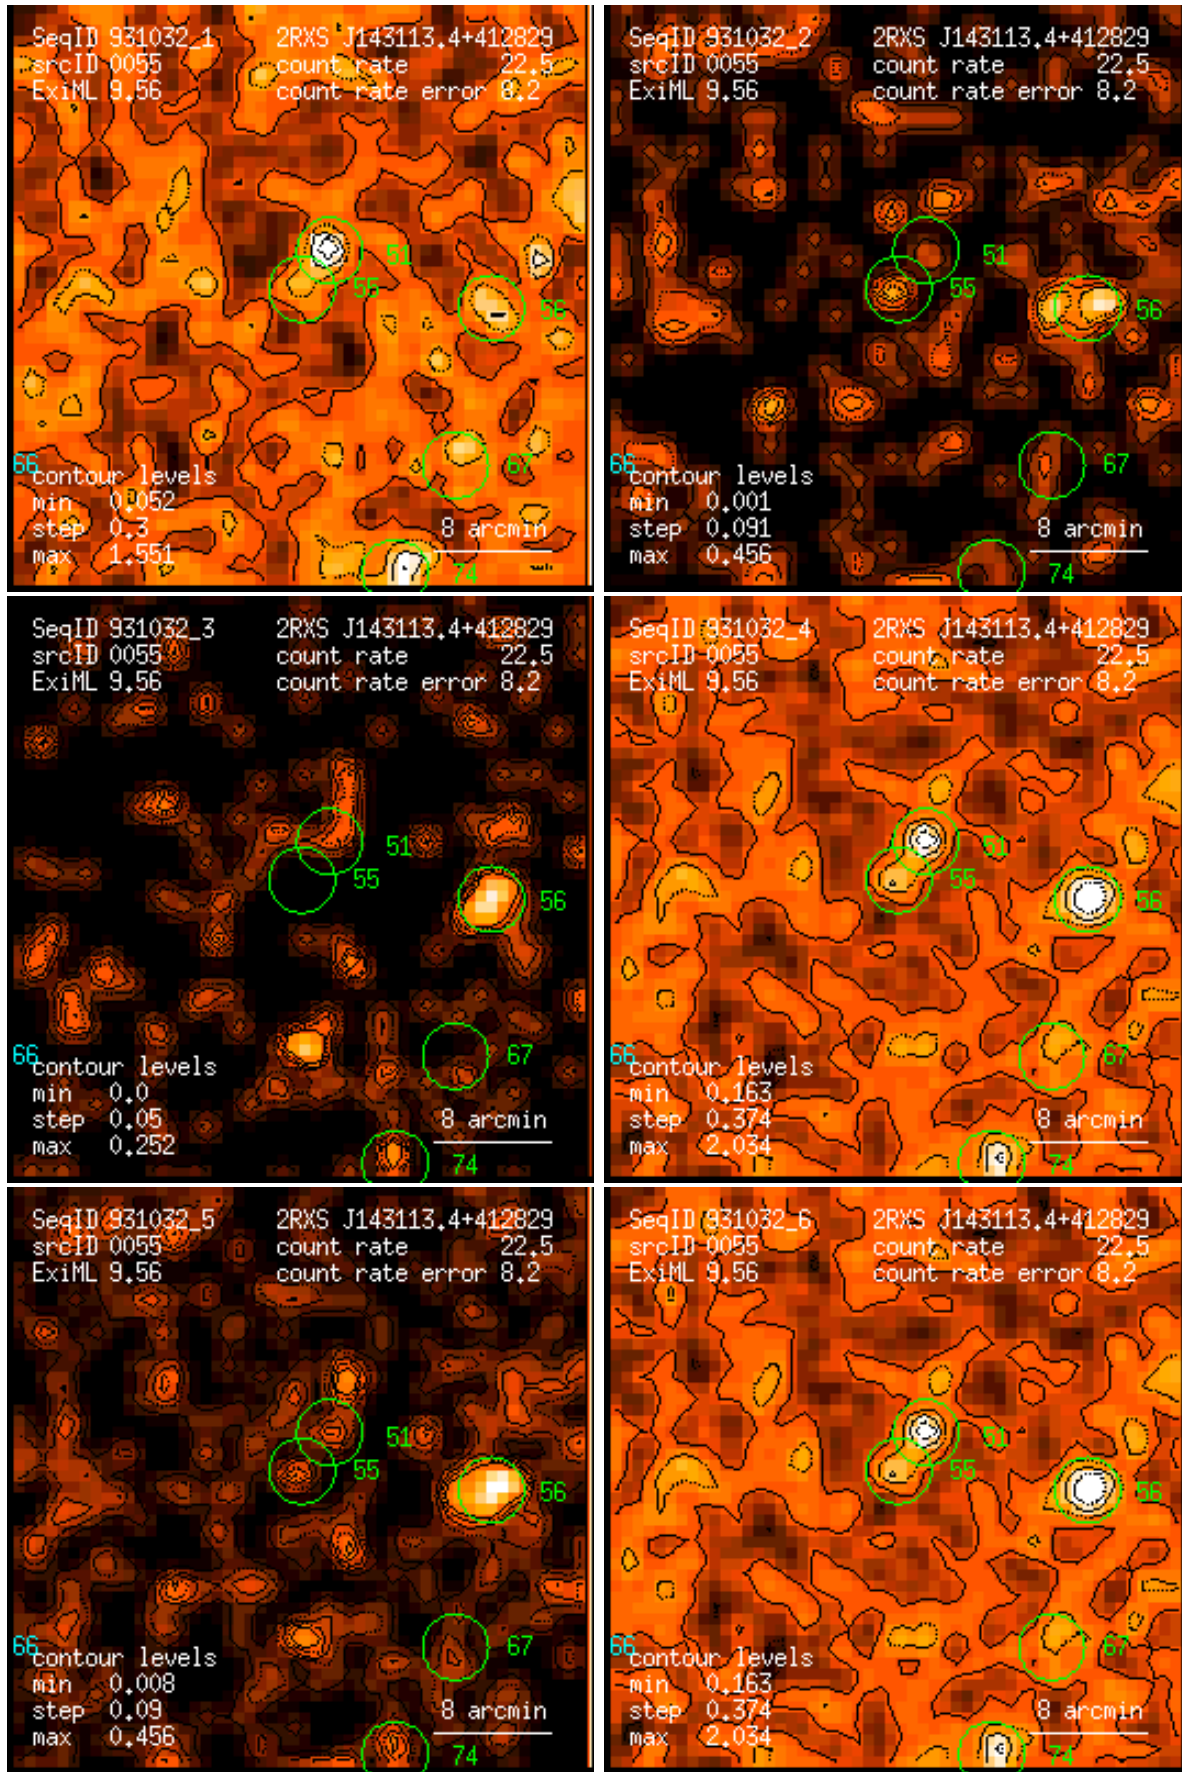 SeqID 931032_1 2RXS J143113.4+412829
srcID 0055 count rate 22.5
ExiML 9.56 count rate error 8.2
51
55
56
66 67
contour levels
min 0.052
step 0.3 8 arcmin
max 1.551
74
SeqID 931032_2 2RXS J143113.4+412829
srcID 0055 count rate 22.5
ExiML 9.56 count rate error 8.2
51
55
56
66 67
contour levels
min 0.001
step 0.091 8 arcmin
max 0.456
74
SeqID 931032_3 2RXS J143113.4+412829
srcID 0055 count rate 22.5
ExiML 9.56 count rate error 8.2
51
55
56
66 67
contour levels
min 0.0
step 0.05 8 arcmin
max 0.252
74
SeqID 931032_4 2RXS J143113.4+412829
srcID 0055 count rate 22.5
ExiML 9.56 count rate error 8.2
51
55
56
66 67
contour levels
min 0.163
step 0.374 8 arcmin
max 2.034
74
SeqID 931032_5 2RXS J143113.4+412829
srcID 0055 count rate 22.5
ExiML 9.56 count rate error 8.2
51
55
56
66 67
contour levels
min 0.008
step 0.09 8 arcmin
max 0.456
74
SeqID 931032_6 2RXS J143113.4+412829
srcID 0055 count rate 22.5
ExiML 9.56 count rate error 8.2
51
55
56
66 67
contour levels
min 0.163
step 0.374 8 arcmin
max 2.034
74